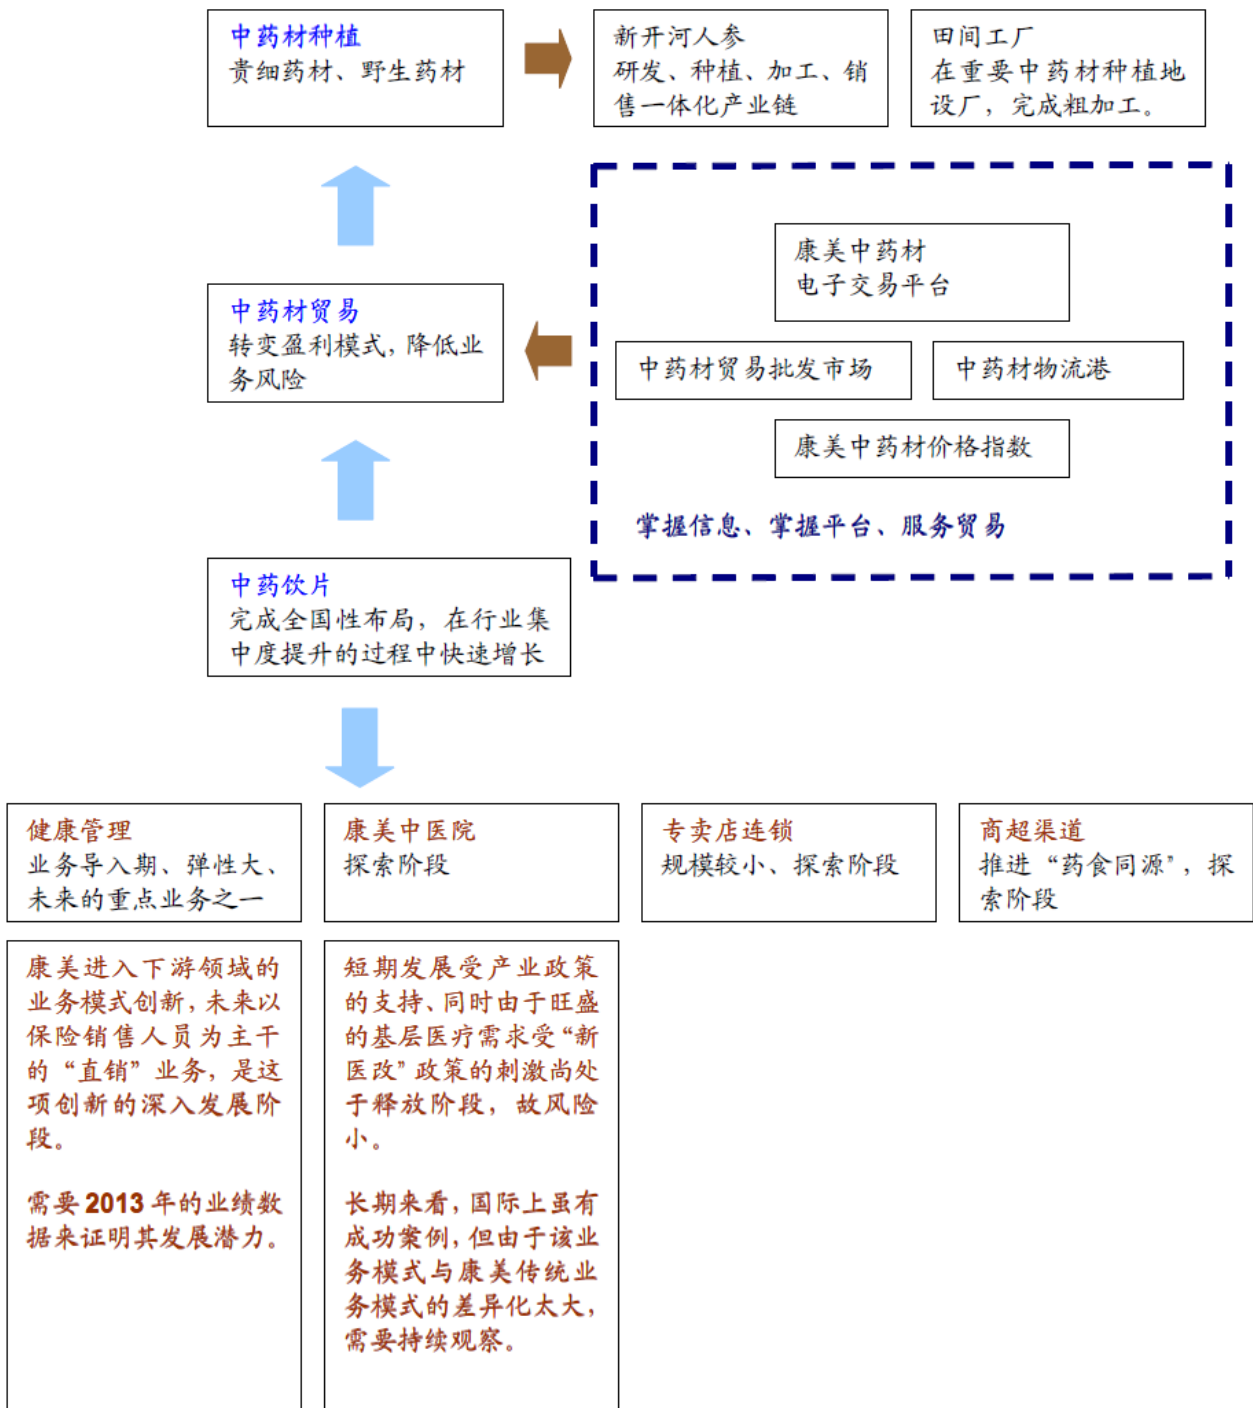 中药材种植
贵细药材、野生药材
新开河人参
研发、种植、加工、销
售一体化产业链
田间工厂
在重要中药材种植地
设厂，完成粗加工。
康美中药材
电子交易平台
中药材贸易
转变盈利模式，降低业
务风险
中药材贸易批发市场
中药材物流港
康美中药材价格指数
掌握信息、掌握平台、服务贸易
中药饮片
完成全国性布局，在行业集
中度提升的过程中快速增长
健康管理
业务导入期、弹性大、
未来的重点业务之一
康美中医院
探索阶段
专卖店连锁
规模较小、探索阶段
商超渠道
推进“药食同源”，探
索阶段
康美进入下游领域的
业务模式创新，未来以
保险销售人员为主干
的“直销”业务，是这
项创新的深入发展阶
段。
需要 2013 年的业绩数
据来证明其发展潜力。
短期发展受产业政策
的支持、同时由于旺盛
的基层医疗需求受“新
医改”政策的刺激尚处
于释放阶段，故风险
小。
长期来看，国际上虽有
成功案例，但由于该业
务模式与康美传统业
务模式的差异化太大，
需要持续观察。